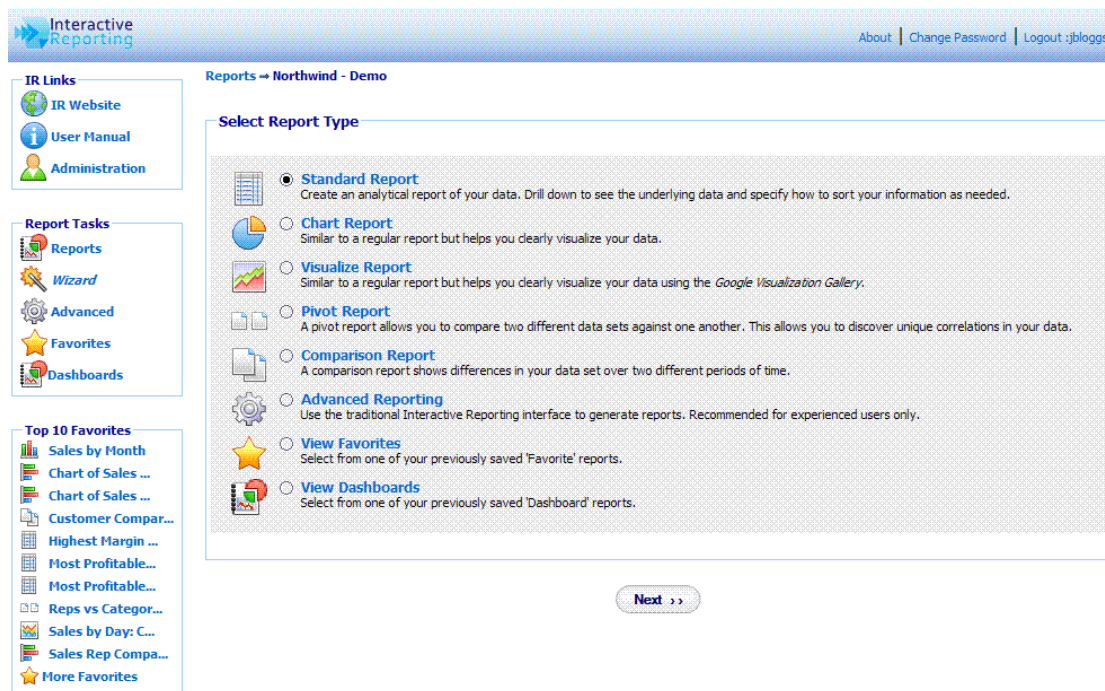 Interactive
Reporting
About | Change Password | Logout :jbloggs
IR Links
IR Website
User Manual
Administration
Report Tasks
Reports
Wizard
Advanced
Favorites
Dashboards
Top 10 Favorites
Sales by Month
Chart of Sales ...
Chart of Sales ...
Customer Compar...
Highest Margin ...
Most Profitable...
Most Profitable...
Reps vs Categor...
Sales by Day: C...
Sales Rep Compa...
More Favorites
Reports ⇒ Northwind - Demo
Select Report Type
Standard Report
Create an analytical report of your data. Drill down to see the underlying data and specify how to sort your information as needed.
Chart Report
Similar to a regular report but helps you clearly visualize your data.
Visualize Report
Similar to a regular report but helps you clearly visualize your data using the Google Visualization Gallery.
Pivot Report
A pivot report allows you to compare two different data sets against one another. This allows you to discover unique correlations in your data.
Comparison Report
A comparison report shows differences in your data set over two different periods of time.
Advanced Reporting
Use the traditional Interactive Reporting interface to generate reports. Recommended for experienced users only.
View Favorites
Select from one of your previously saved 'Favorite' reports.
View Dashboards
Select from one of your previously saved 'Dashboard' reports.
Next ››